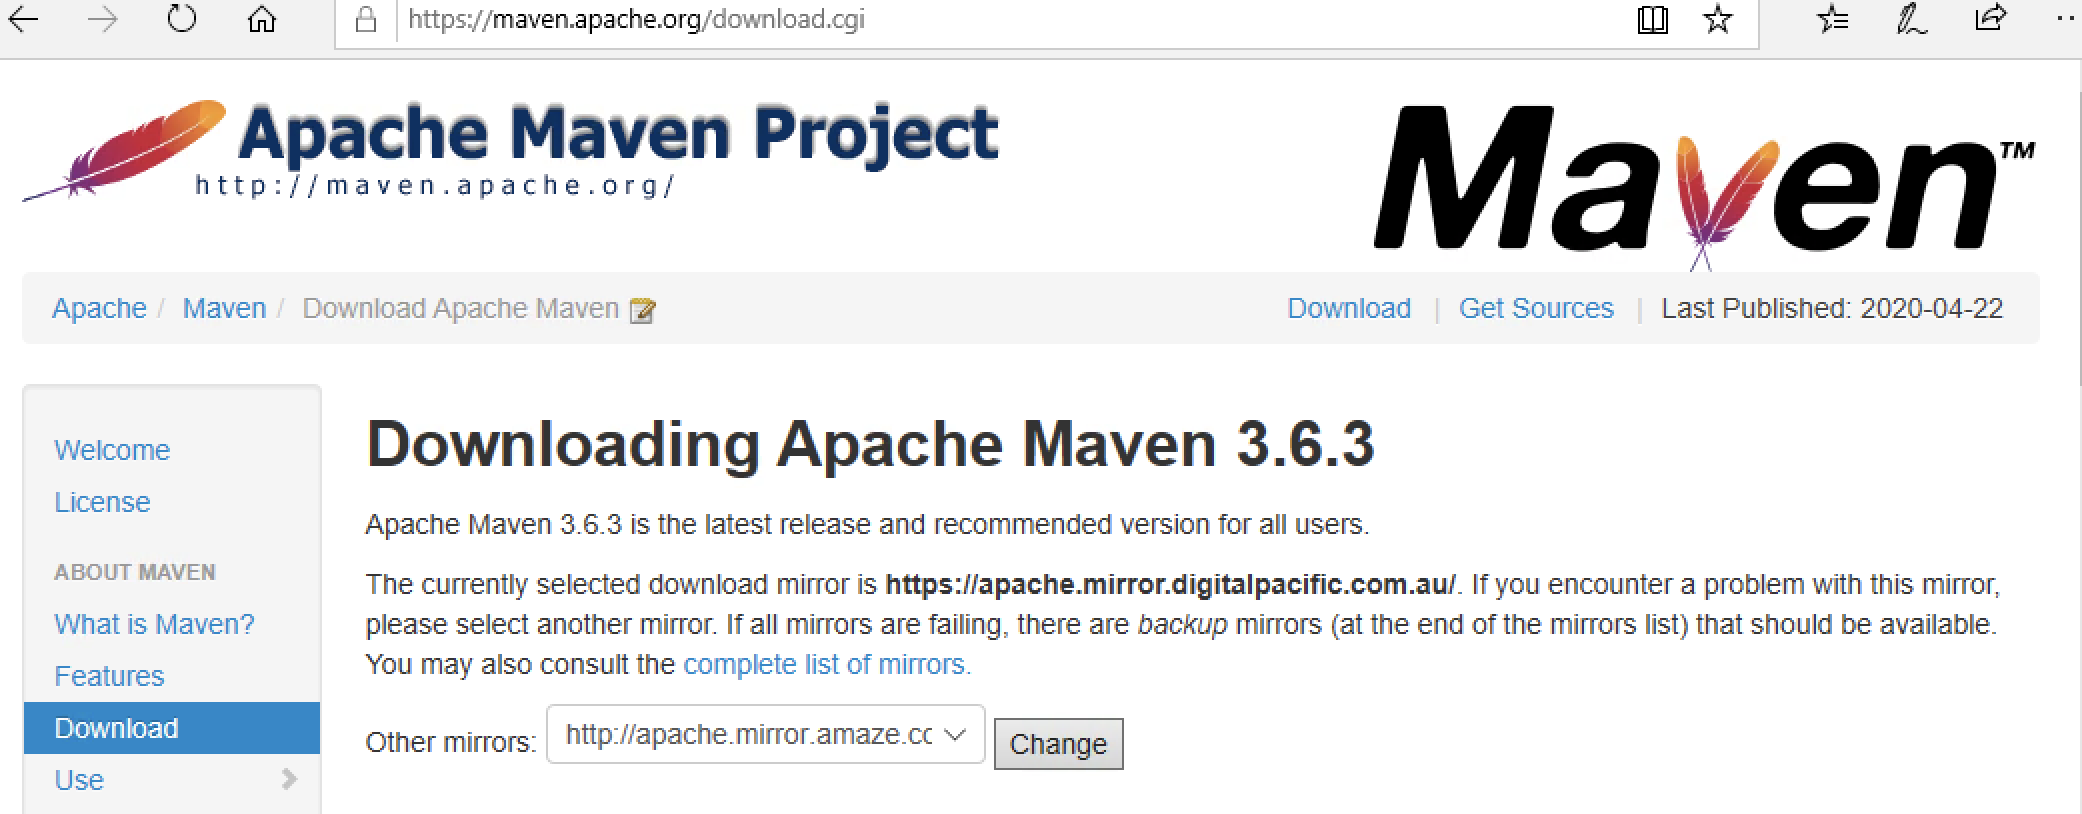 https://maven.apache.org/download.cgi
Apache Maven Project
http://maven.apache.org/
Maven™
Apache / Maven / Download Apache Maven
Download | Get Sources | Last Published: 2020-04-22
Welcome
License
ABOUT MAVEN
What is Maven?
Features
Download
Use
Downloading Apache Maven 3.6.3
Apache Maven 3.6.3 is the latest release and recommended version for all users.
The currently selected download mirror is https://apache.mirror.digitalpacific.com.au/. If you encounter a problem with this mirror,
please select another mirror. If all mirrors are failing, there are backup mirrors (at the end of the mirrors list) that should be available.
You may also consult the complete list of mirrors.
Other mirrors: http://apache.mirror.amaze.cc Change